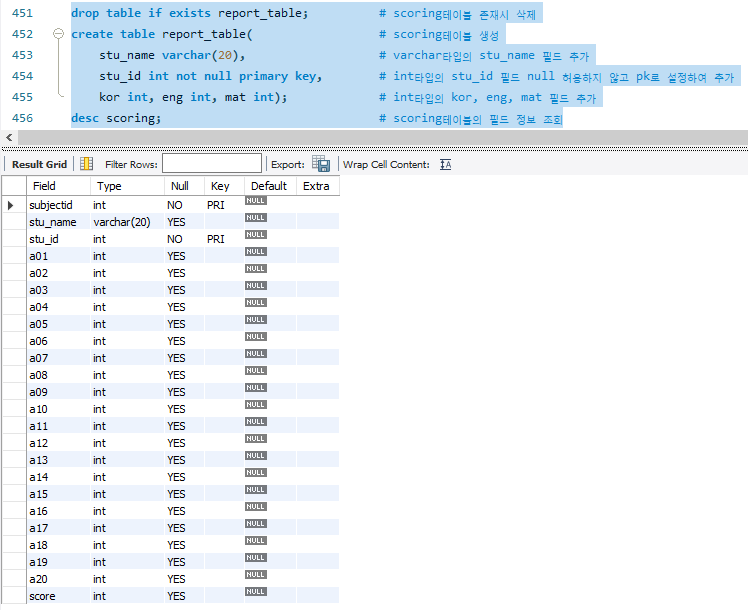 451 drop table if exists report_table; # scoring테이블 존재시 삭제
452 create table report_table( # scoring테이블 생성
453 stu_name varchar(20), # varchar타입의 stu_name 필드 추가
454 stu_id int not null primary key, # int타입의 stu_id 필드 null 허용하지 않고 pk로 설정하여 추가
455 kor int, eng int, mat int); # int타입의 kor, eng, mat 필드 추가
456 desc scoring; # scoring테이블의 필드 정보 조회
Result Grid Filter Rows: Export: Wrap Cell Content: IA
Field Type Null Key Default Extra
subjectid int NO PRI NULL
stu_name varchar(20) YES NULL
stu_id int NO PRI NULL
a01 int YES NULL
a02 int YES NULL
a03 int YES NULL
a04 int YES NULL
a05 int YES NULL
a06 int YES NULL
a07 int YES NULL
a08 int YES NULL
a09 int YES NULL
a10 int YES NULL
a11 int YES NULL
a12 int YES NULL
a13 int YES NULL
a14 int YES NULL
a15 int YES NULL
a16 int YES NULL
a17 int YES NULL
a18 int YES NULL
a19 int YES NULL
a20 int YES NULL
score int YES NULL